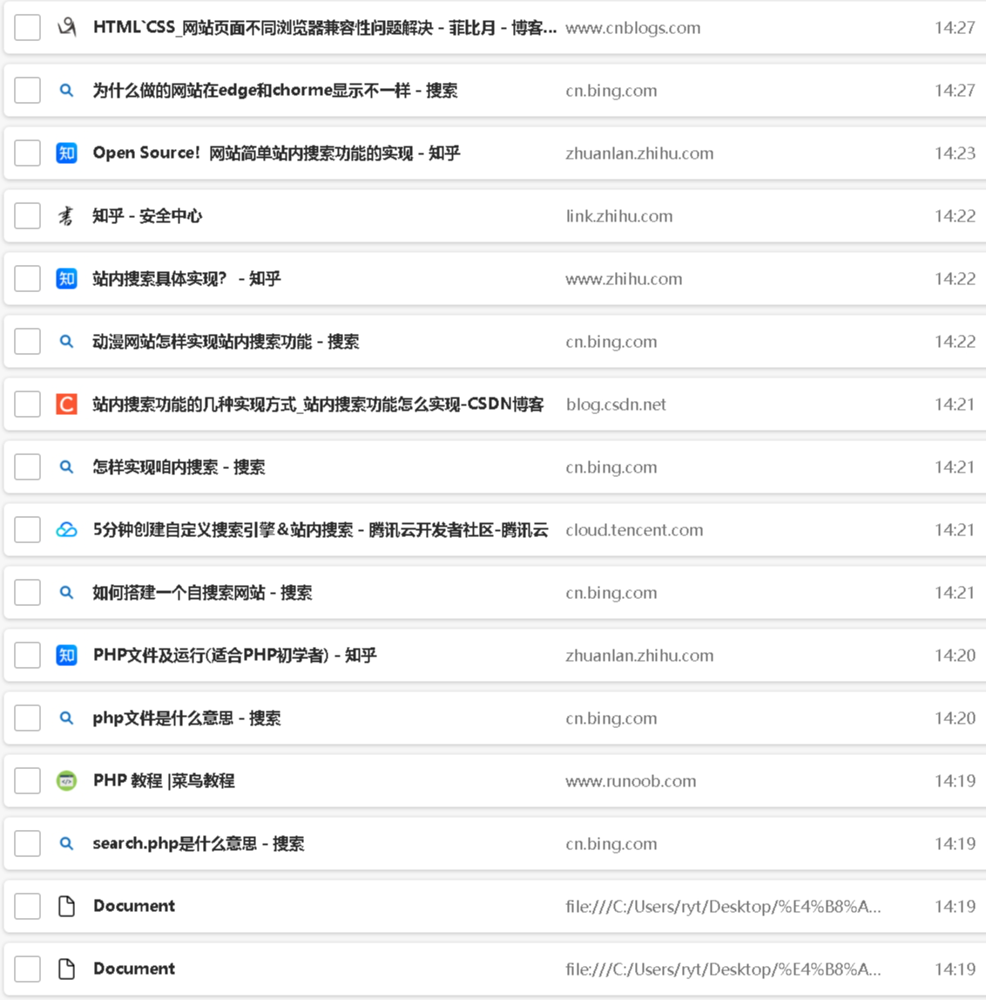 HTML`CSS_网站页面不同浏览器兼容性问题解决 - 菲比月 - 博客... www.cnblogs.com 14:27
为什么做的网站在edge和chorme显示不一样 - 搜索 cn.bing.com 14:27
知 Open Source！网站简单站内搜索功能的实现 - 知乎 zhuanlan.zhihu.com 14:23
書 知乎 - 安全中心 link.zhihu.com 14:22
知 站内搜索具体实现？ - 知乎 www.zhihu.com 14:22
动漫网站怎样实现站内搜索功能 - 搜索 cn.bing.com 14:22
C 站内搜索功能的几种实现方式_站内搜索功能怎么实现-CSDN博客 blog.csdn.net 14:21
怎样实现咱内搜索 - 搜索 cn.bing.com 14:21
5分钟创建自定义搜索引擎＆站内搜索 - 腾讯云开发者社区-腾讯云 cloud.tencent.com 14:21
如何搭建一个自搜索网站 - 搜索 cn.bing.com 14:21
知 PHP文件及运行(适合PHP初学者) - 知乎 zhuanlan.zhihu.com 14:20
php文件是什么意思 - 搜索 cn.bing.com 14:20
PHP 教程 |菜鸟教程 www.runoob.com 14:19
search.php是什么意思 - 搜索 cn.bing.com 14:19
Document file:///C:/Users/ryt/Desktop/%E4%B8%A... 14:19
Document file:///C:/Users/ryt/Desktop/%E4%B8%A... 14:19